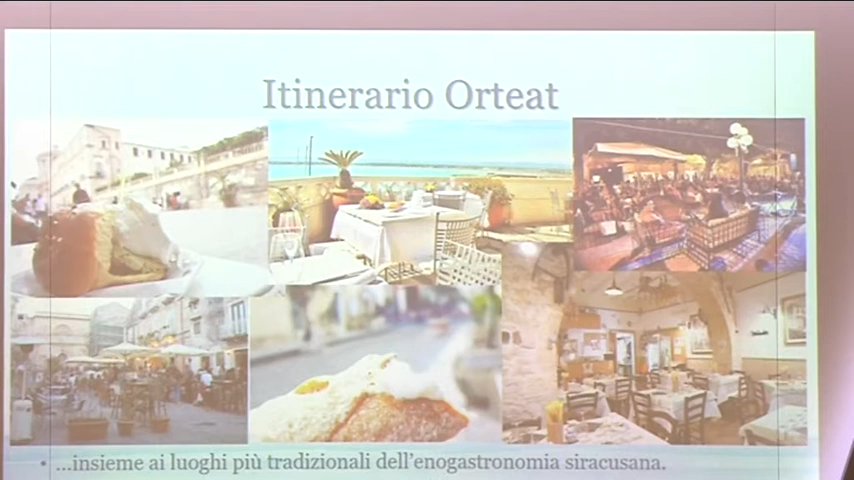 Itinerario Orteat
• ...insieme ai luoghi più tradizionali dell'enogastronomia siracusana.